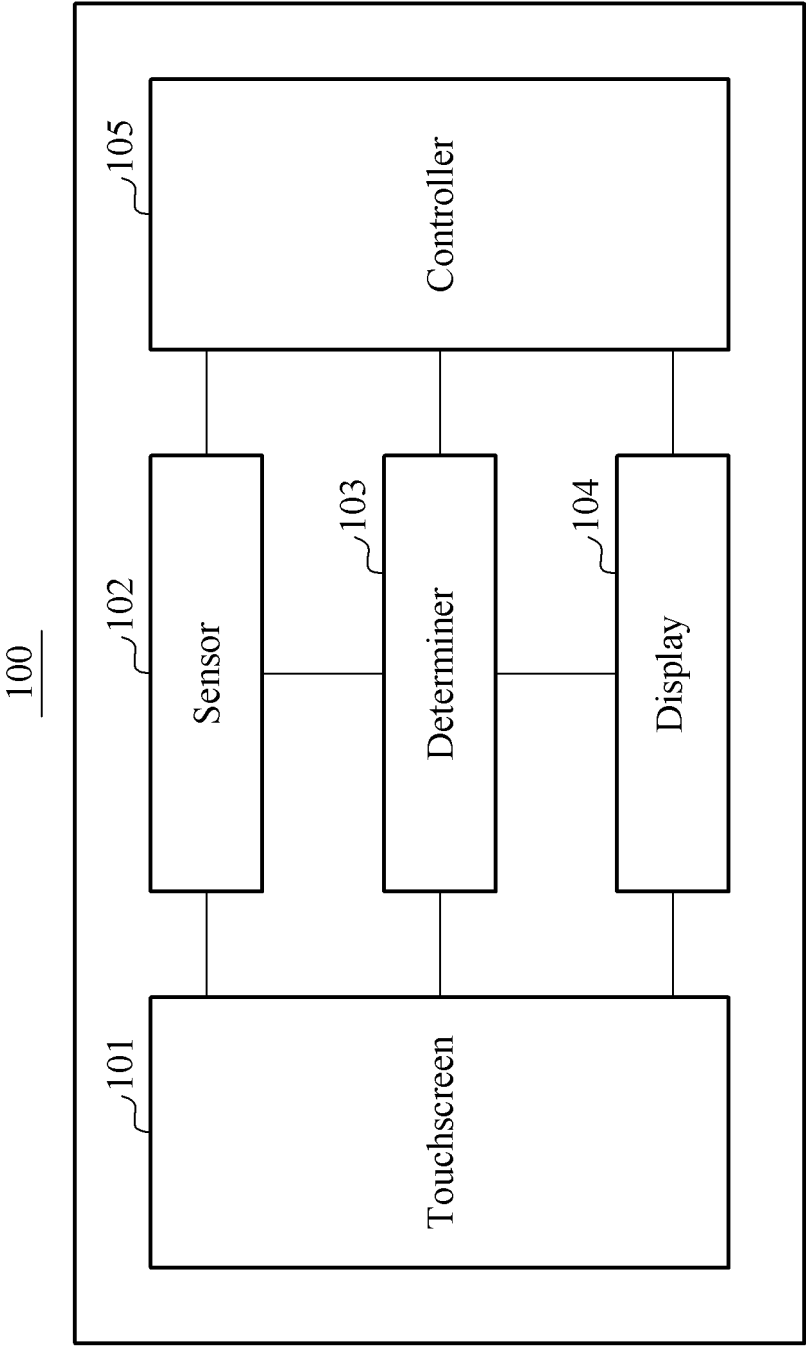 100
101
Touchscreen
102
Sensor
103
Determiner
104
Display
105
Controller